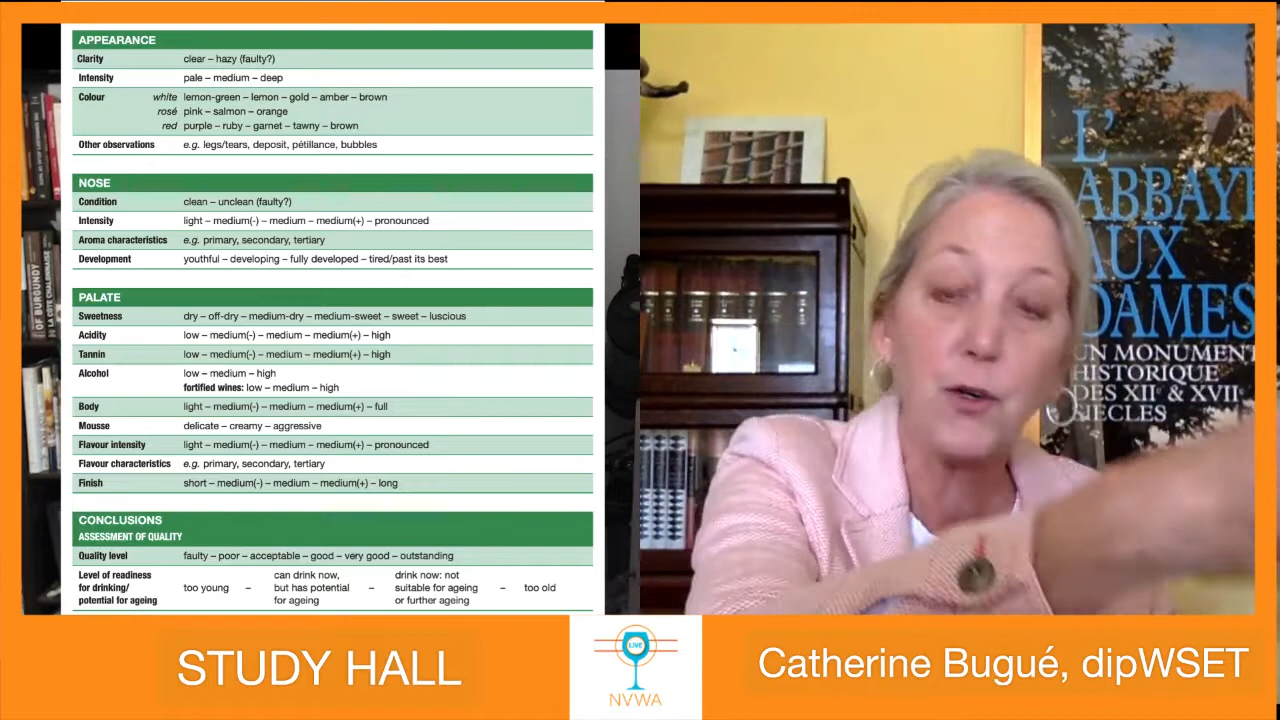 APPEARANCE
Clarity clear – hazy (faulty?)
Intensity pale – medium – deep
Colour white lemon-green – lemon – gold – amber – brown
rosé pink – salmon – orange
red purple – ruby – garnet – tawny – brown
Other observations e.g. legs/tears, deposit, pétillance, bubbles
NOSE
Condition clean – unclean (faulty?)
Intensity light – medium(-) – medium – medium(+) – pronounced
Aroma characteristics e.g. primary, secondary, tertiary
Development youthful – developing – fully developed – tired/past its best
PALATE
Sweetness dry – off-dry – medium-dry – medium-sweet – sweet – luscious
Acidity low – medium(-) – medium – medium(+) – high
Tannin low – medium(-) – medium – medium(+) – high
Alcohol low – medium – high
fortified wines: low – medium – high
Body light – medium(-) – medium – medium(+) – full
Mousse delicate – creamy – aggressive
Flavour intensity light – medium(-) – medium – medium(+) – pronounced
Flavour characteristics e.g. primary, secondary, tertiary
Finish short – medium(-) – medium – medium(+) – long
CONCLUSIONS
ASSESSMENT OF QUALITY
Quality level faulty – poor – acceptable – good – very good – outstanding
Level of readiness can drink now, drink now: not
for drinking/ too young – but has potential – suitable for ageing – too old
potential for ageing for ageing or further ageing
OF BURGUNDY
LA CÔTE CHALONNAISE
L'
ABBAYE
AUX
DAMES
UN MONUMENT
HISTORIQUE
DES XIIe & XVIIe
SIECLES
STUDY HALL
LIVE
NVWA
Catherine Bugué, dipWSET